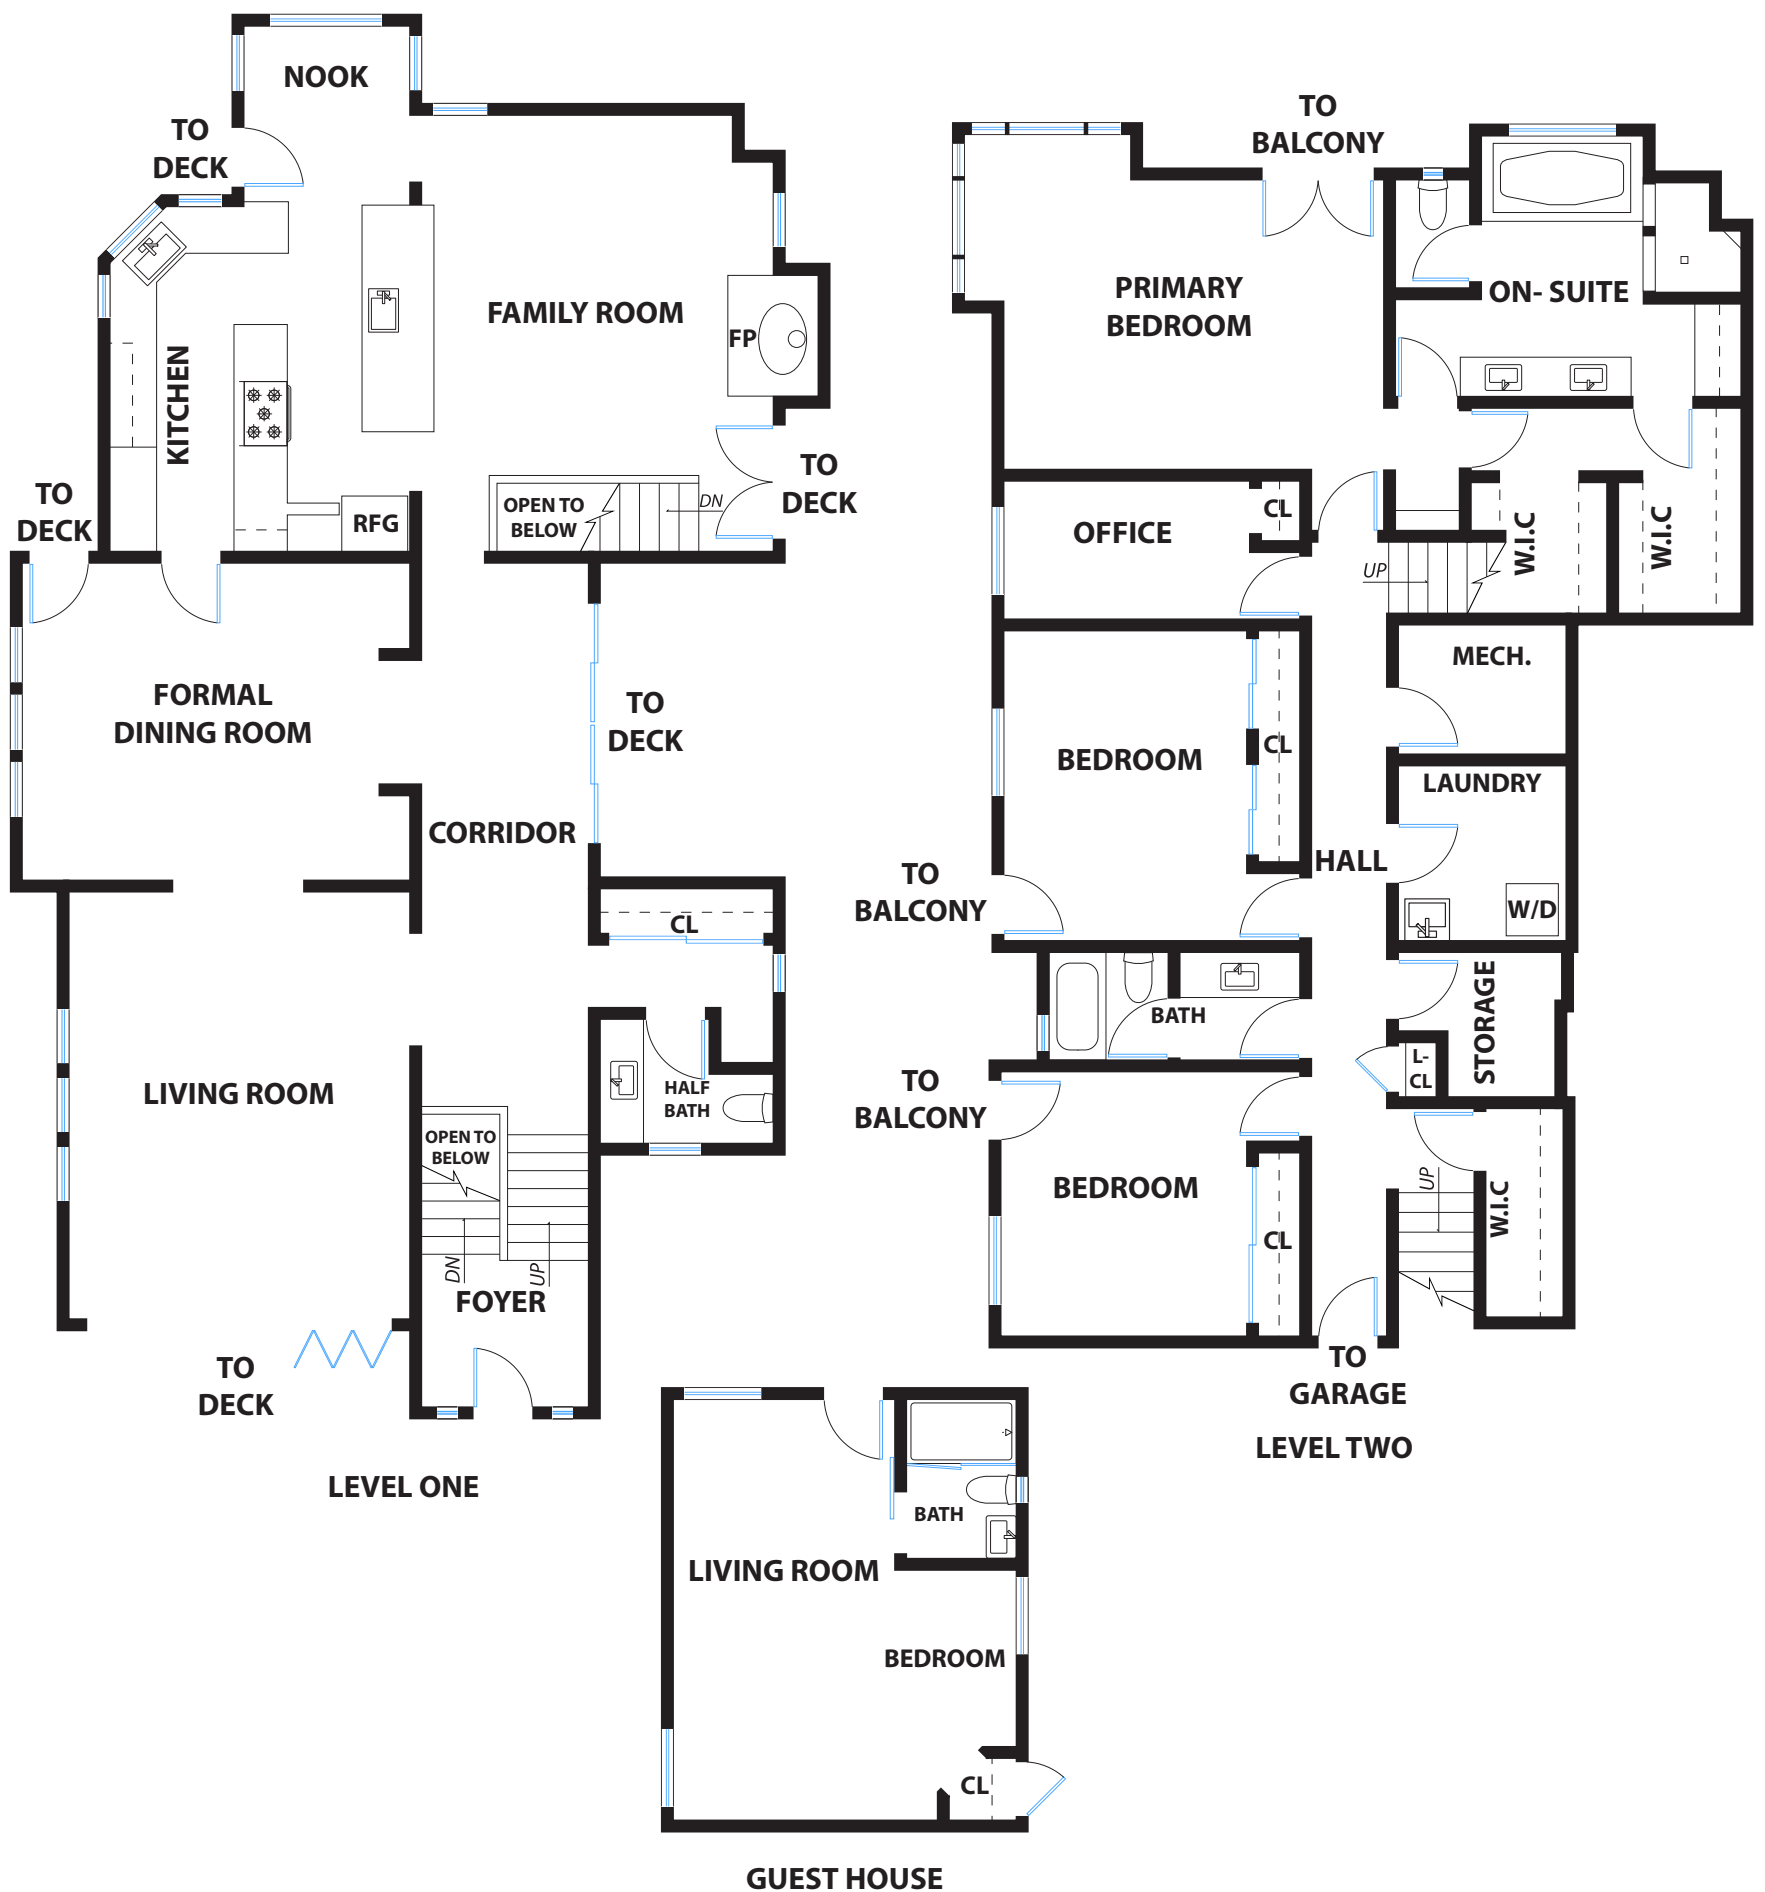 NOOK
TO
DECK
KITCHEN
FAMILY ROOM
FP
TO
DECK
RFG
OPEN TO
BELOW
DN
TO
DECK
FORMAL
DINING ROOM
TO
DECK
CORRIDOR
CL
LIVING ROOM
HALF
BATH
OPEN TO
BELOW
DN
UP
FOYER
TO
DECK
LEVEL ONE
TO
BALCONY
PRIMARY
BEDROOM
ON- SUITE
OFFICE
CL
W.I.C
W.I.C
UP
MECH.
BEDROOM
CL
LAUNDRY
HALL
W/D
TO
BALCONY
BATH
STORAGE
L-
CL
TO
BALCONY
BEDROOM
CL
UP
W.I.C
TO
GARAGE
LEVEL TWO
BATH
LIVING ROOM
BEDROOM
CL
GUEST HOUSE